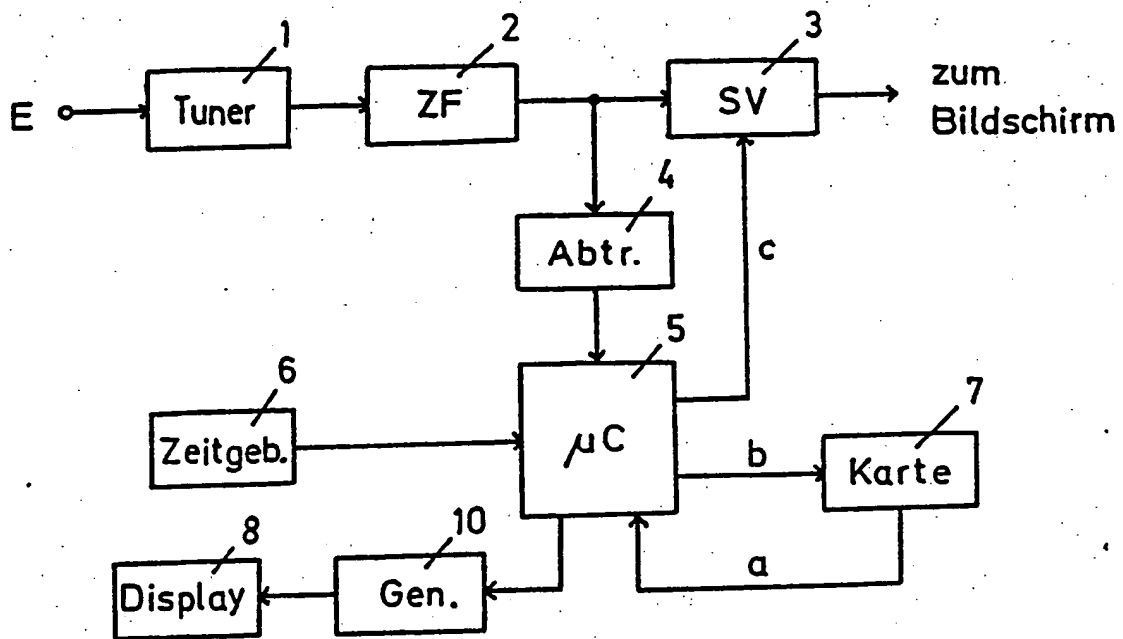 1
2
3
E
Tuner
ZF
SV
zum
Bildschirm
4
Abtr.
c
5
6
Zeitgeb.
µC
7
b
Karte
a
8
10
Display
Gen.